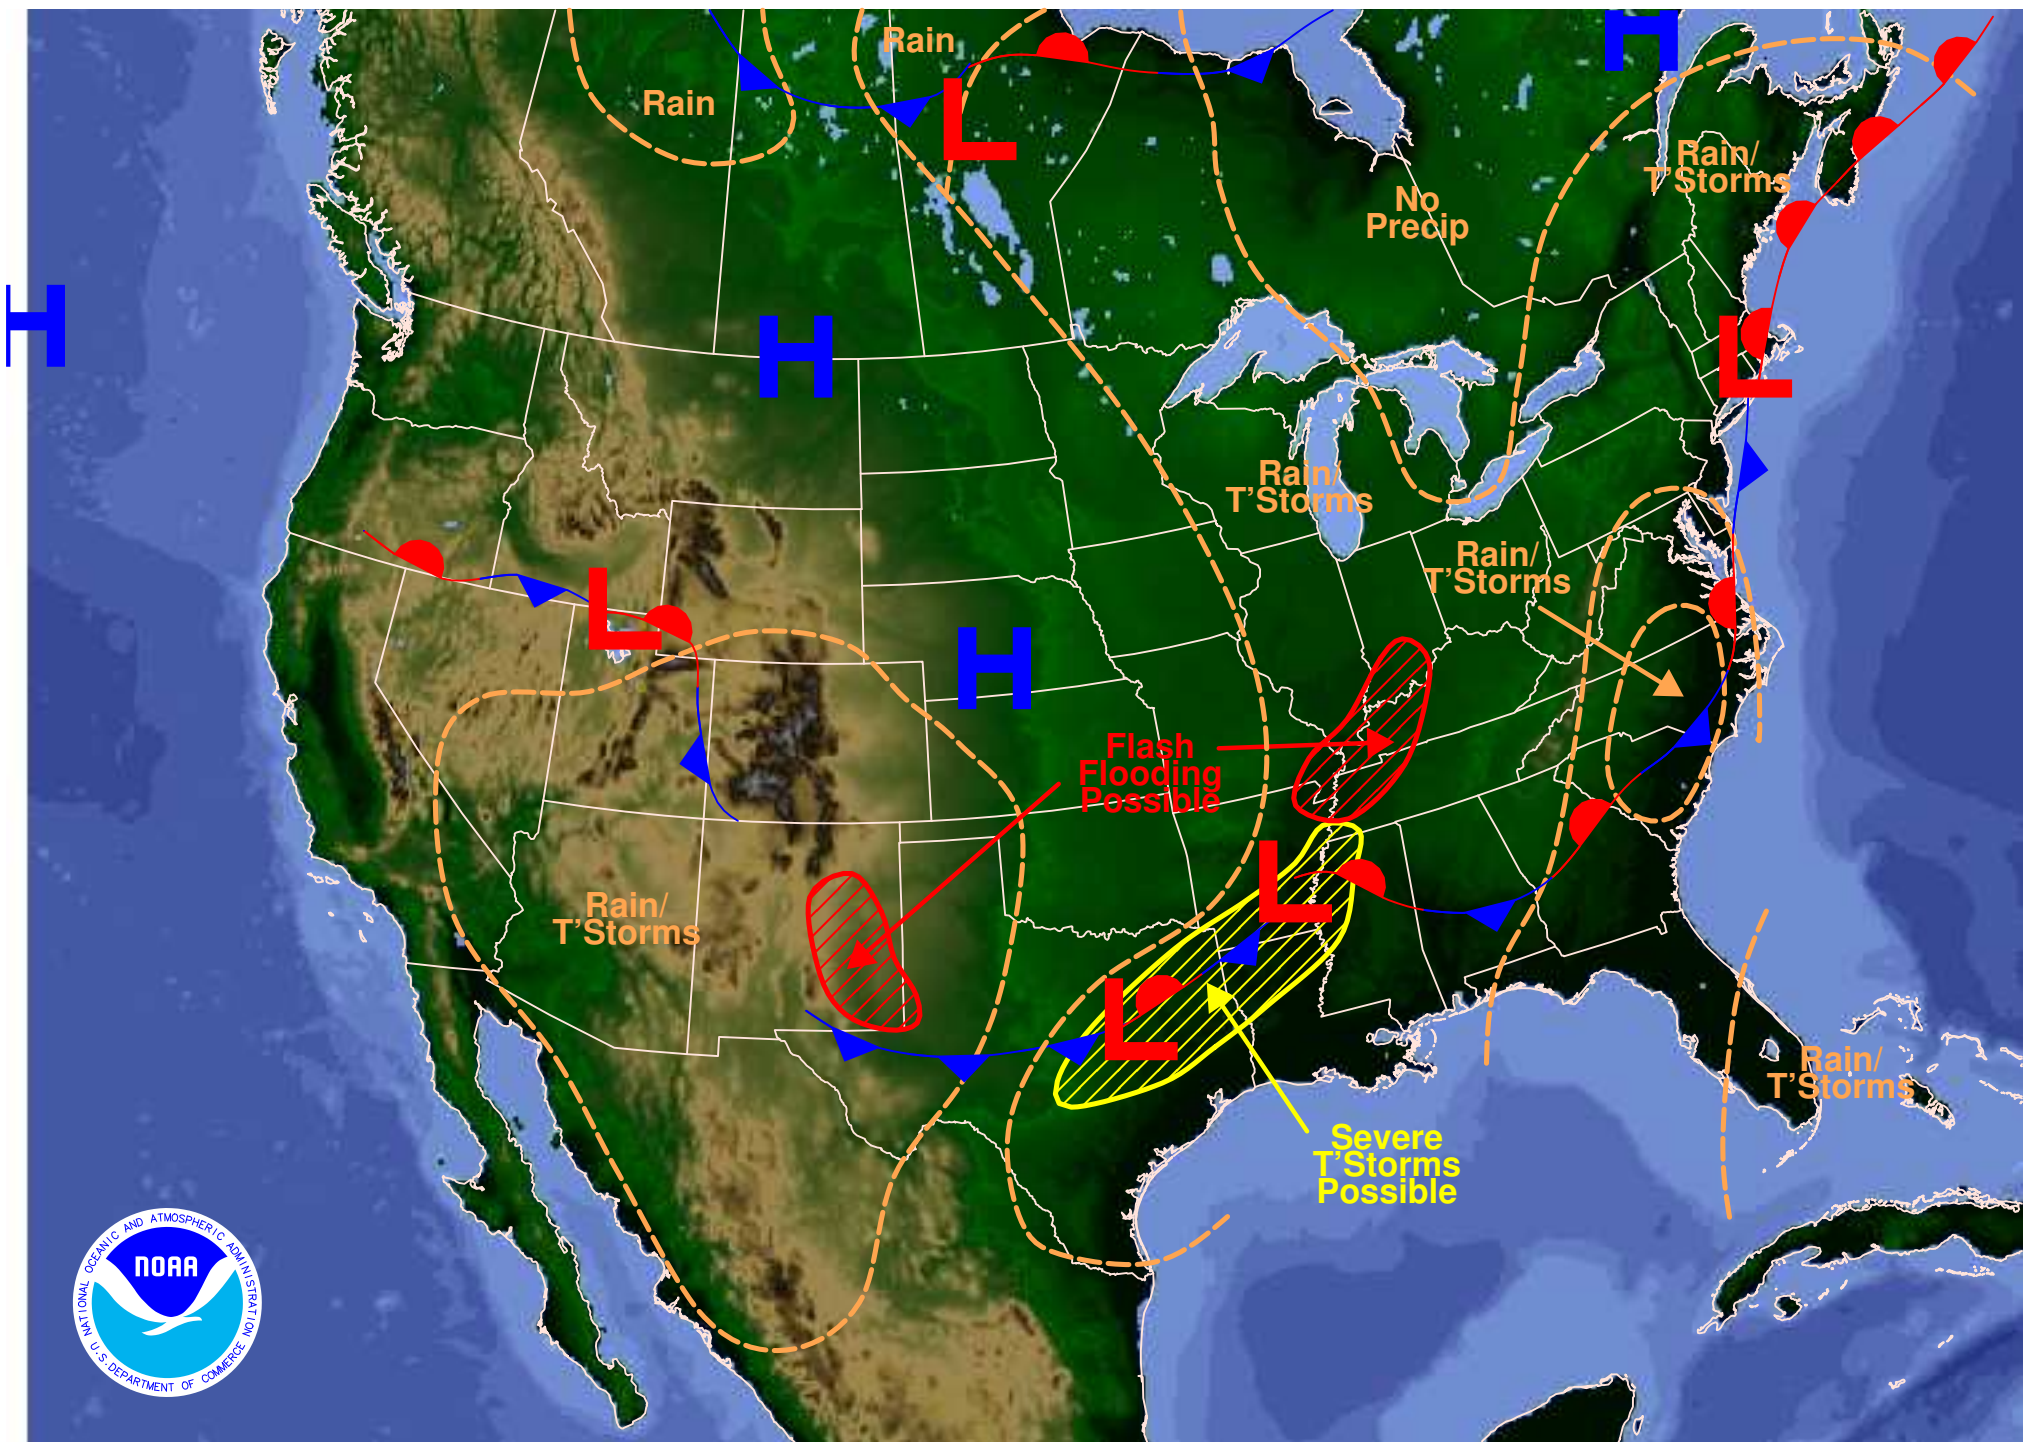 H
Rain
Rain
L
Rain/
T'Storms
No
Precip
H
H
L
Rain/
T'Storms
Rain/
T'Storms
L
H
Flash
Flooding
Possible
L
Rain/
T'Storms
L
Rain/
T'Storms
Severe
T'Storms
Possible
NATIONAL OCEANIC AND ATMOSPHERIC ADMINISTRATION
NOAA
U.S. DEPARTMENT OF COMMERCE